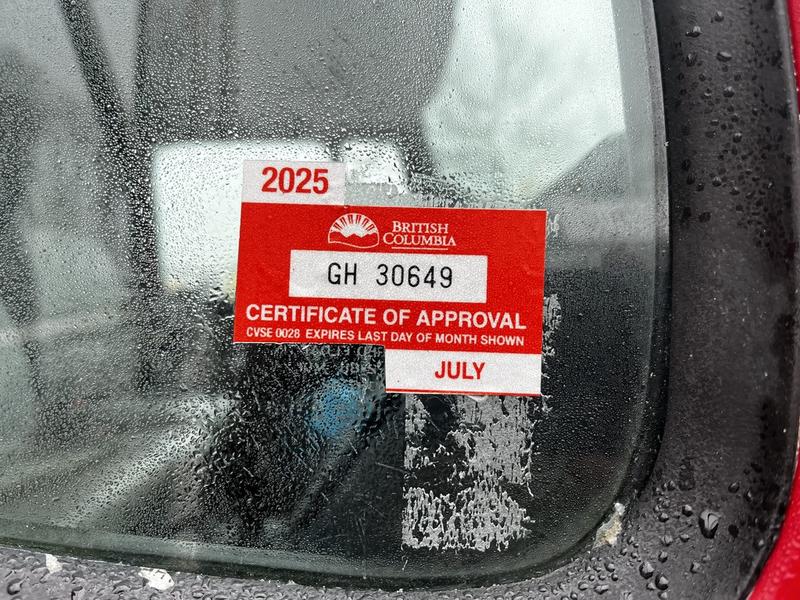 2025
BRITISH
COLUMBIA
GH 30649
CERTIFICATE OF APPROVAL
CVSE 0028 EXPIRES LAST DAY OF MONTH SHOWN
JULY